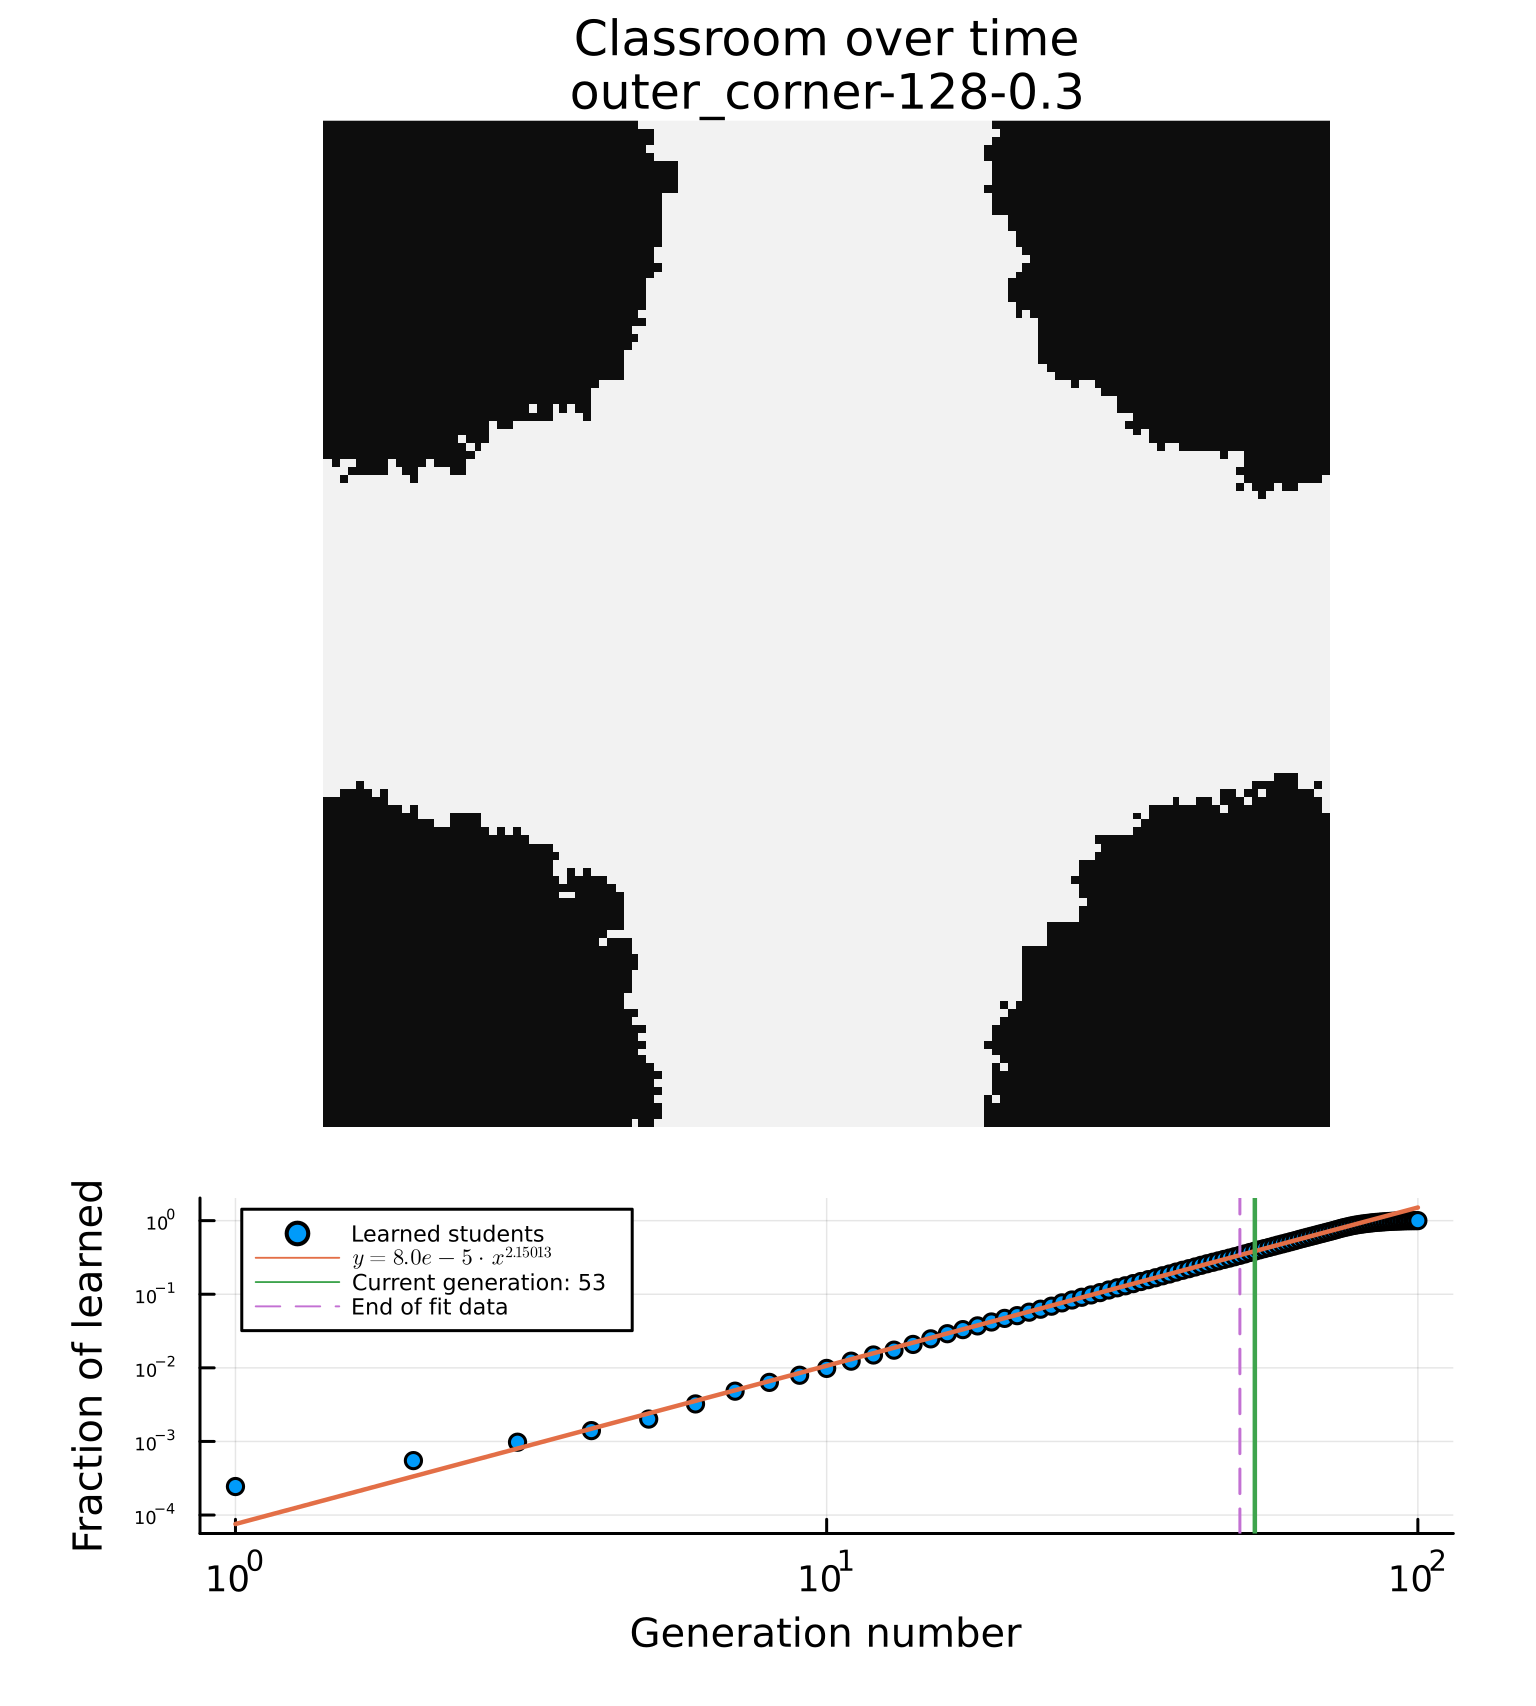 Classroom over time
outer_corner-128-0.3
Fraction of learned
10^0
10^-1
10^-2
10^-3
10^-4
Learned students
y = 8.0e − 5 · x^2.15013
Current generation: 53
End of fit data
10^0 10^1 10^2
Generation number